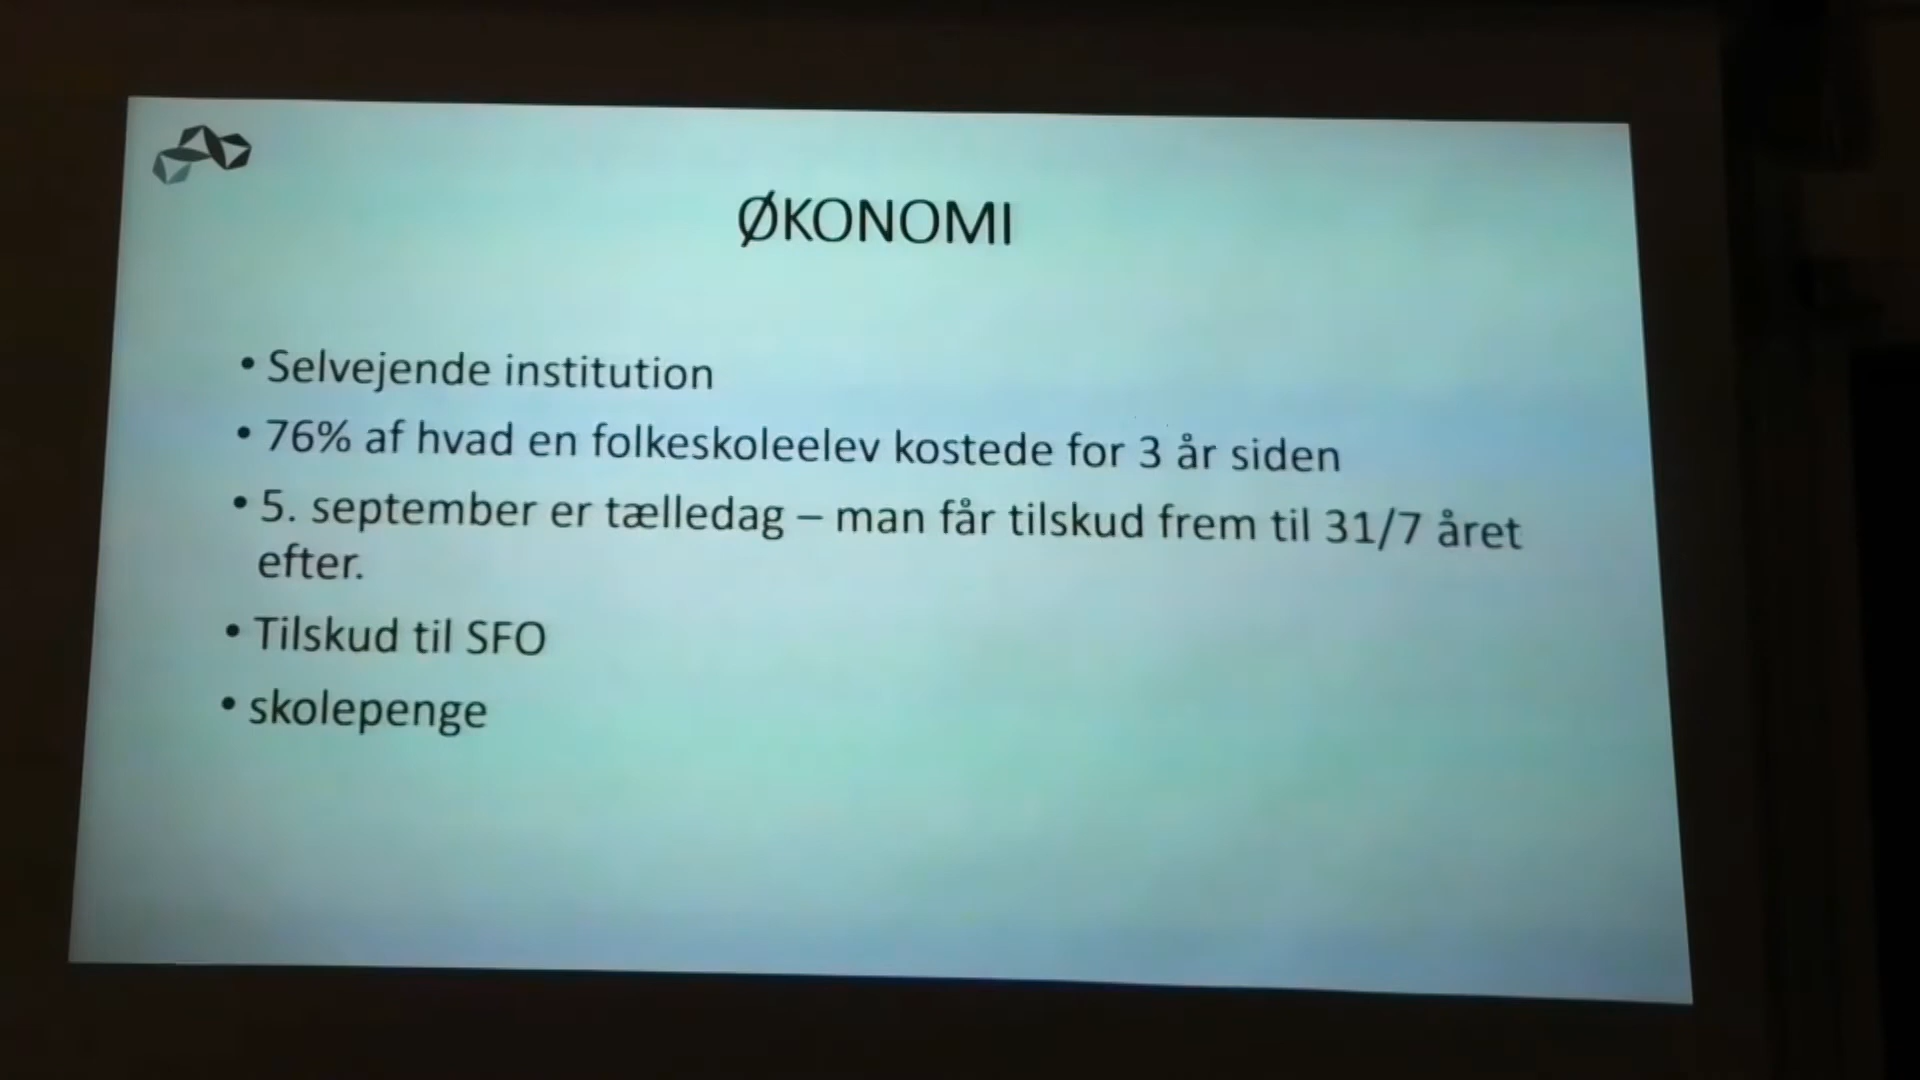 ØKONOMI
• Selvejende institution
• 76% af hvad en folkeskoleelev kostede for 3 år siden
• 5. september er tælledag – man får tilskud frem til 31/7 året
efter.
• Tilskud til SFO
• skolepenge